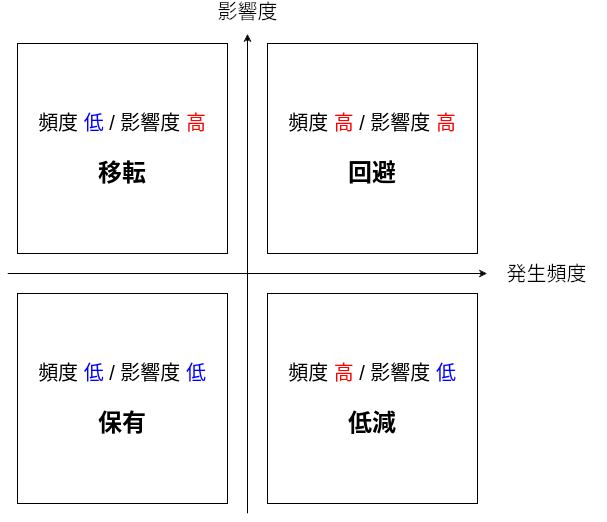 影響度
頻度 低 / 影響度 高
移転
頻度 高 / 影響度 高
回避
発生頻度
頻度 低 / 影響度 低
保有
頻度 高 / 影響度 低
低減